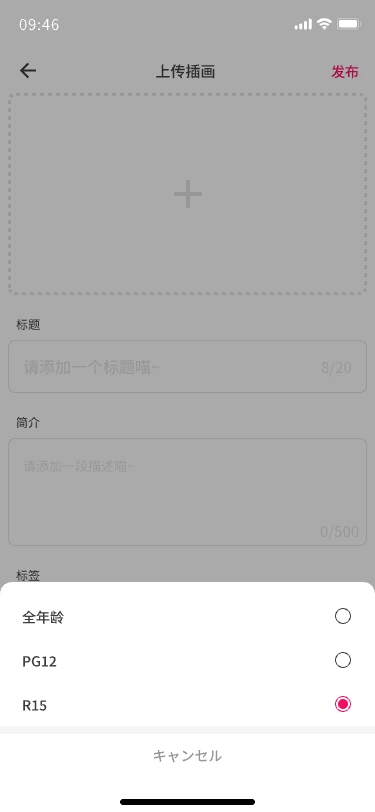 09:46
上传插画
发布
标题
请添加一个标题喵~
8/20
简介
请添加一段描述喵~
0/500
标签
全年龄
PG12
R15
キャンセル